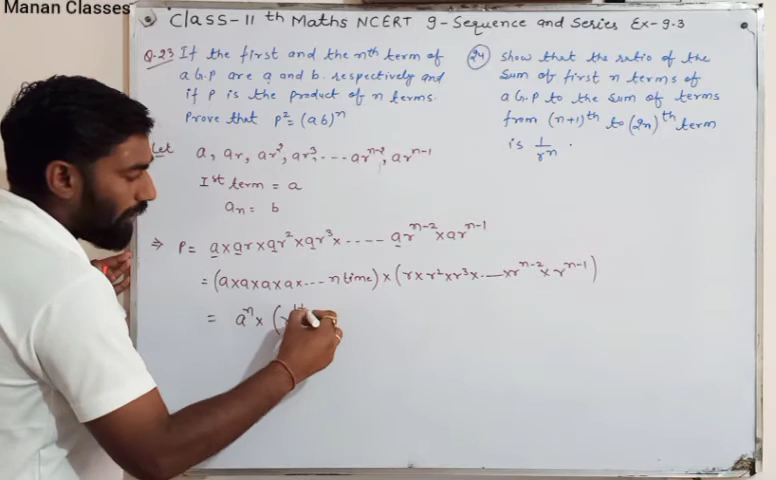 Manan Classes
Class-11 th Maths NCERT 9-Sequence and Series Ex-9.3
Q.23 If the first and the nth term of
a G.P are a and b. respectively and
if P is the product of n terms.
Prove that P² = (ab)ⁿ
Let a, ar, ar², ar³, .... arⁿ⁻², arⁿ⁻¹
Iˢᵗ term = a
aₙ = b
⇒ P = a×ar×ar²×ar³×..... arⁿ⁻²×arⁿ⁻¹
= (a×a×a×a×... n time) × (r×r²×r³×...×rⁿ⁻²×rⁿ⁻¹)
= aⁿ × (
24 Show that the ratio of the
Sum of first n terms of
a G.P to the sum of terms
from (n+1)ᵗʰ to (2n)ᵗʰ term
is 1/rⁿ .